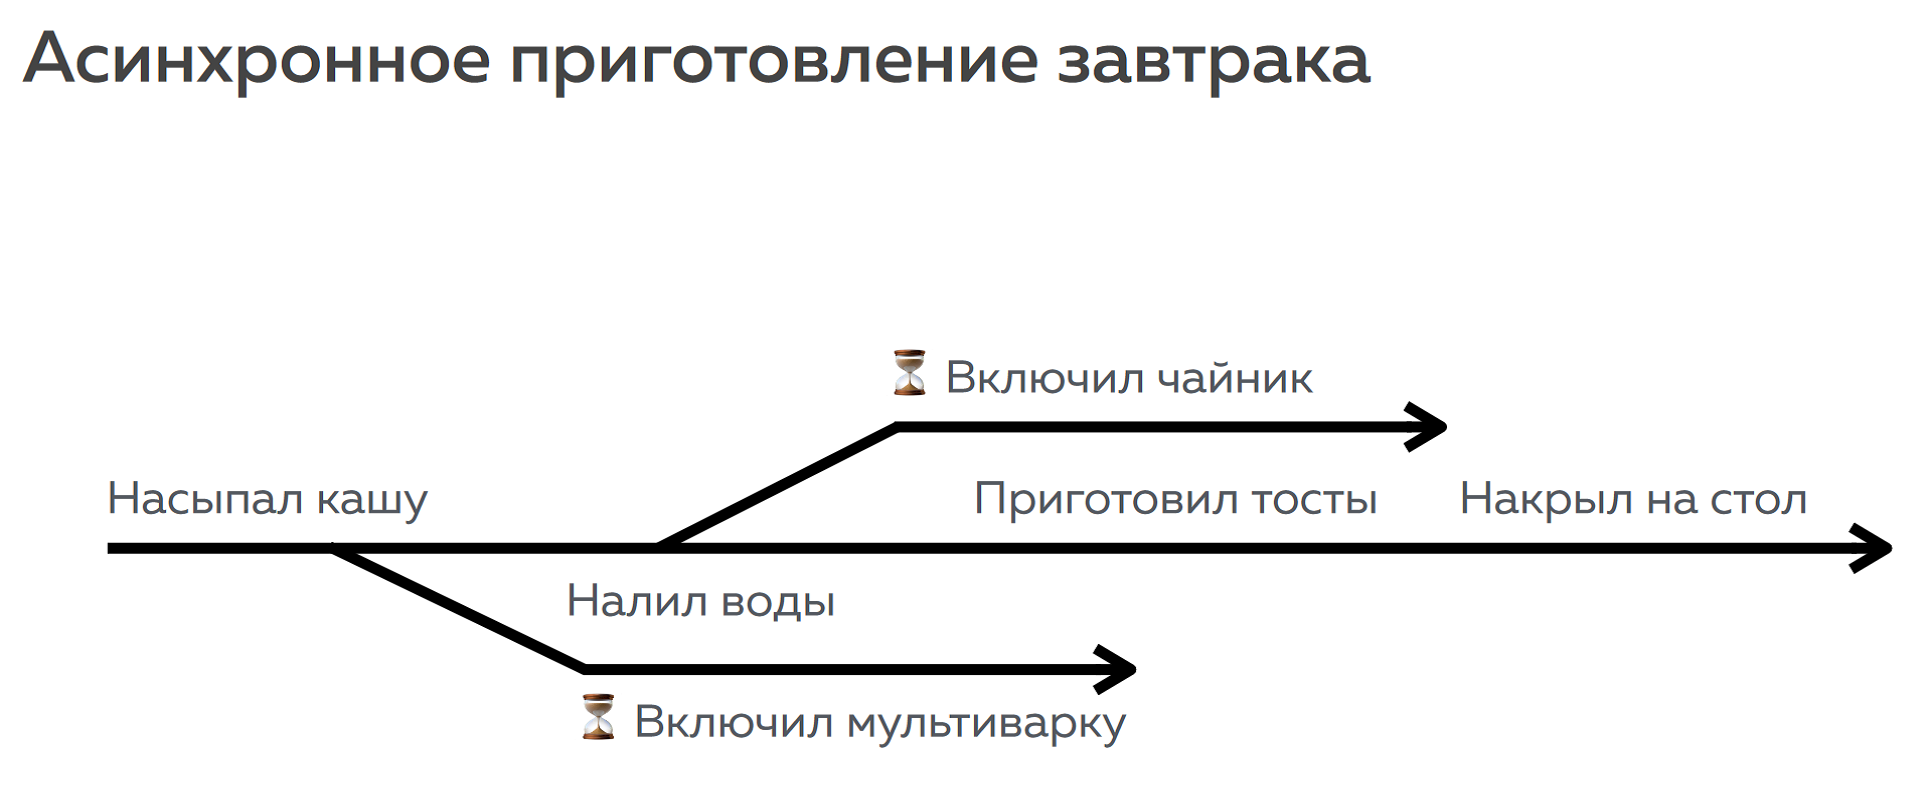 Асинхронное приготовление завтрака
Включил чайник
Насыпал кашу
Приготовил тосты
Накрыл на стол
Налил воды
Включил мультиварку